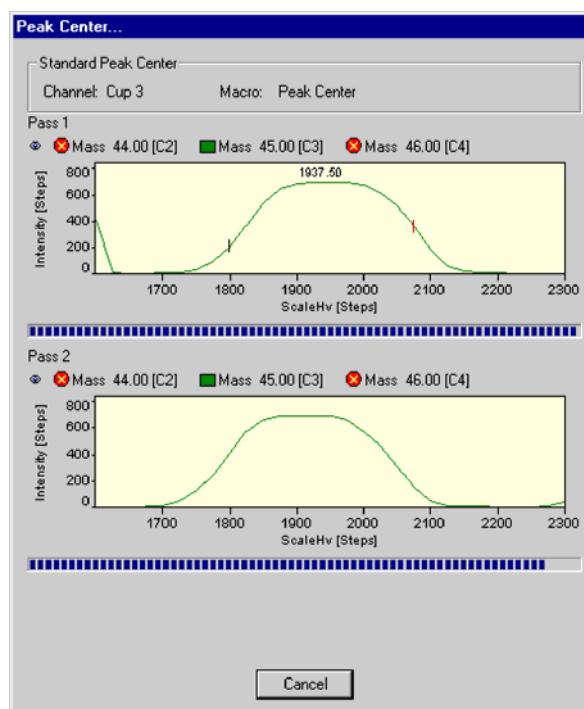 Peak Center...
Standard Peak Center
Channel: Cup 3 Macro: Peak Center
Pass 1
Mass 44.00 [C2] Mass 45.00 [C3] Mass 46.00 [C4]
1937.50
Intensity [Steps]
800
600
400
200
0
1700 1800 1900 2000 2100 2200 2300
ScaleHv [Steps]
Pass 2
Mass 44.00 [C2] Mass 45.00 [C3] Mass 46.00 [C4]
Intensity [Steps]
800
600
400
200
0
1700 1800 1900 2000 2100 2200 2300
ScaleHv [Steps]
Cancel